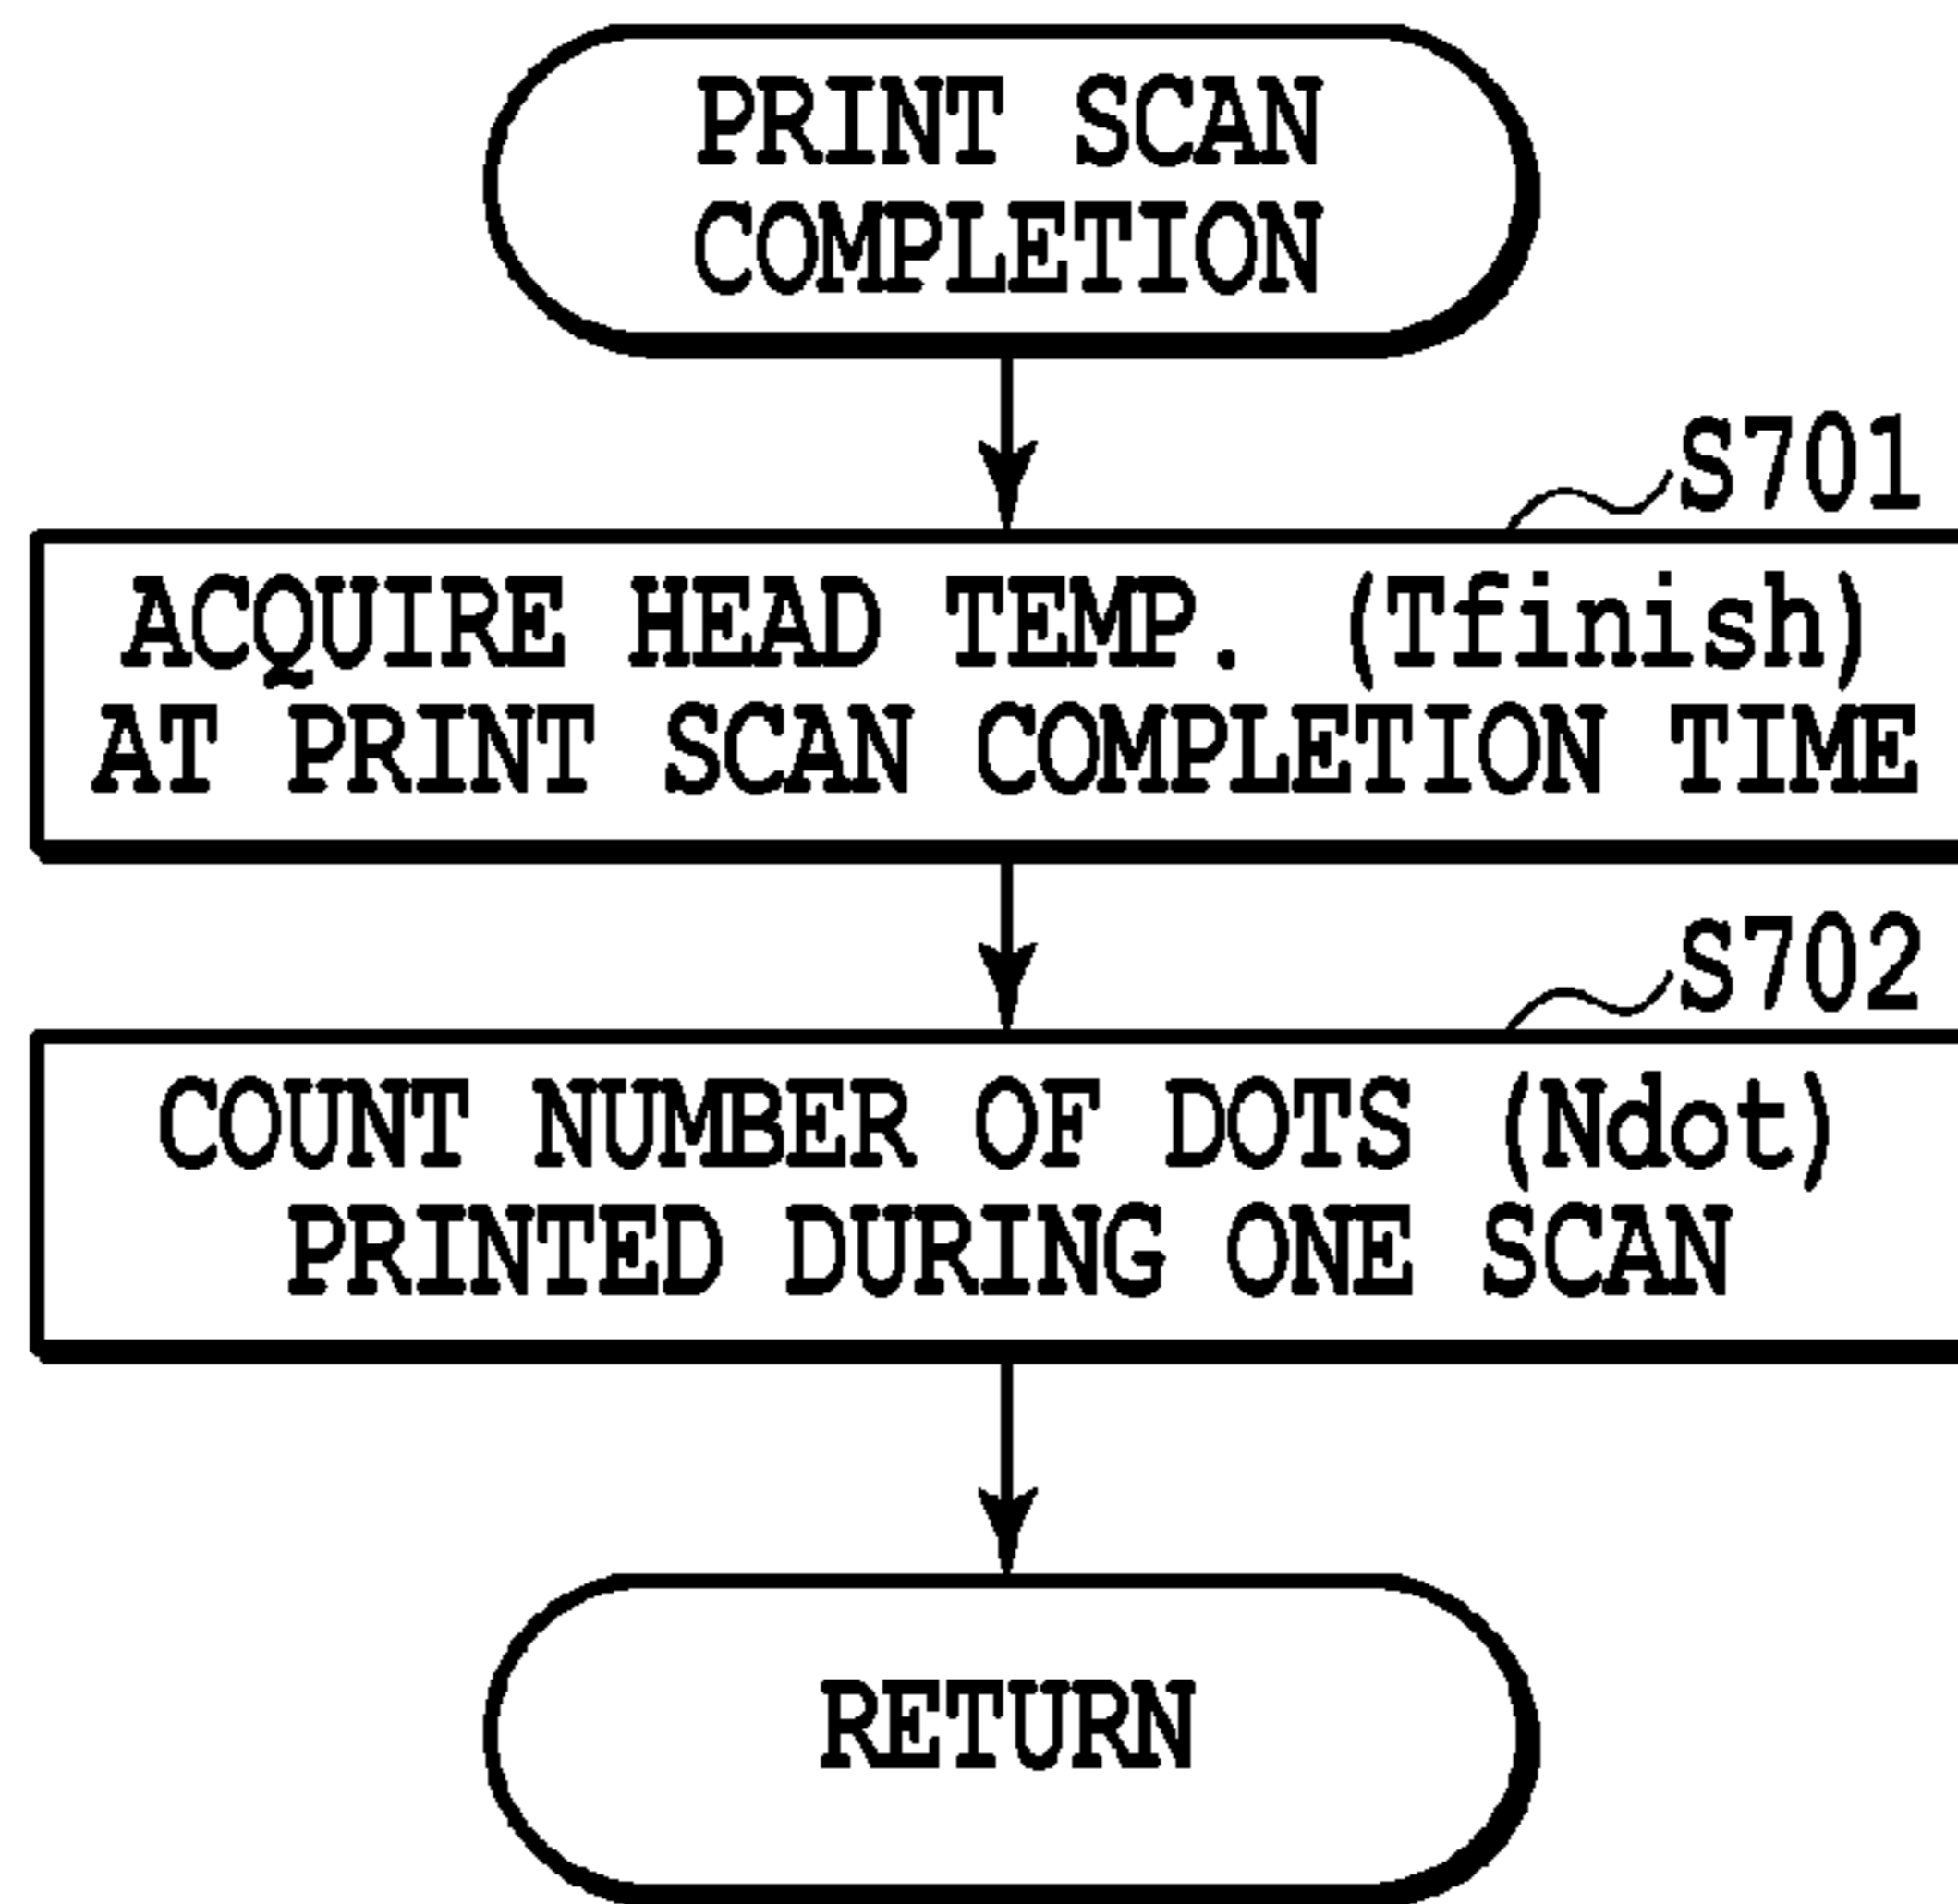 PRINT SCAN
COMPLETION
S701
ACQUIRE HEAD TEMP. (Tfinish)
AT PRINT SCAN COMPLETION TIME
S702
COUNT NUMBER OF DOTS (Ndot)
PRINTED DURING ONE SCAN
RETURN